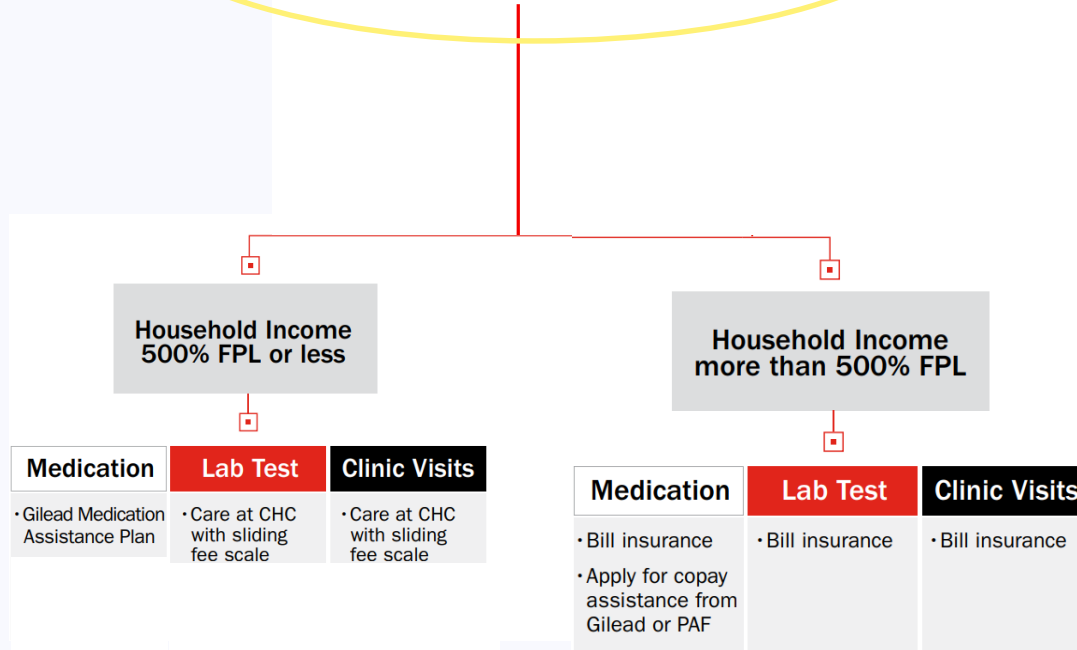 Household Income
500% FPL or less
Medication
Lab Test
Clinic Visits
· Gilead Medication
Assistance Plan
· Care at CHC
with sliding
fee scale
· Care at CHC
with sliding
fee scale
Household Income
more than 500% FPL
Medication
Lab Test
Clinic Visits
· Bill insurance
· Apply for copay
assistance from
Gilead or PAF
· Bill insurance
· Bill insurance